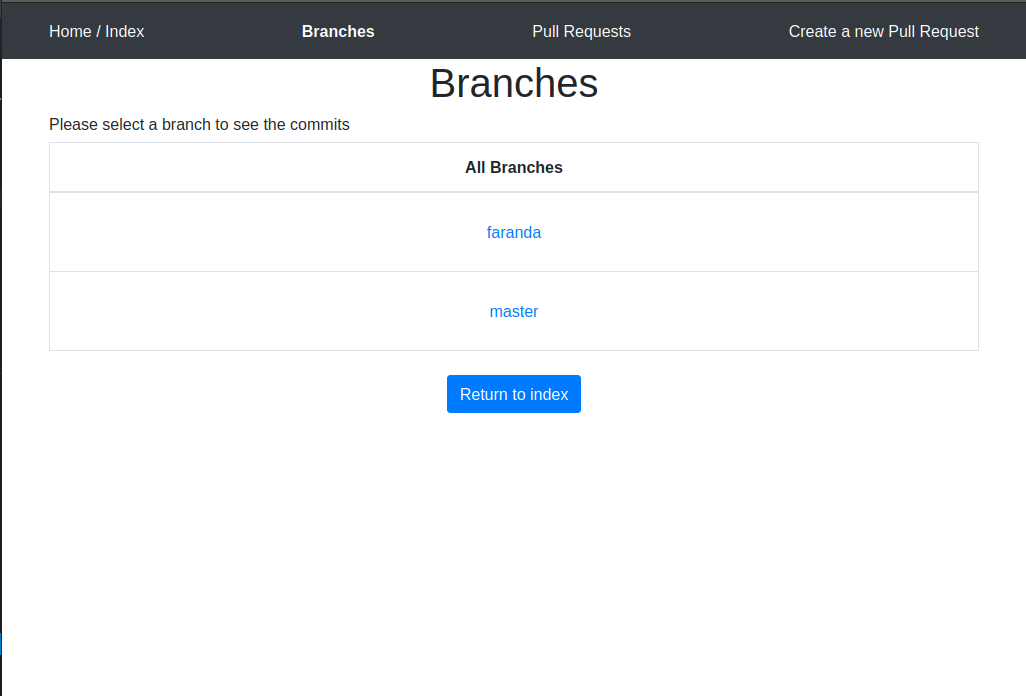 Home / Index Branches Pull Requests Create a new Pull Request
Branches
Please select a branch to see the commits
All Branches
faranda
master
Return to index